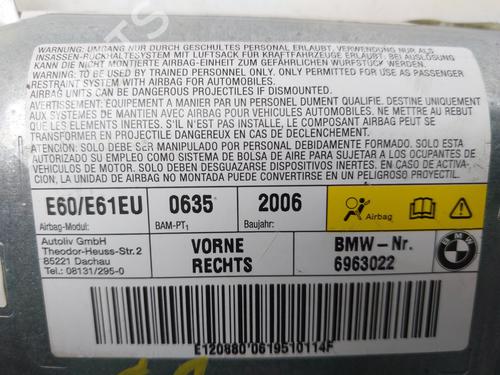 WARNUNG: UMGANG NUR DURCH GESCHULTES PERSONAL ERLAUBT. VERWENDUNG NUR ALS
INSASSEN-RÜCKHALTESYSTEM MIT LUFTSACK FÜR KRAFTFAHRZEUGE ERLAUBT. BEI AUSLÖSUNG
KANN DIE NICHT MONTIERTE AIRBAG-EINHEIT ZUM GEFÄHRLICHEN WURFSTÜCK WERDEN.
WARNING: TO BE USED BY TRAINED PERSONNEL ONLY. ONLY PERMITTED FOR USE AS PASSENGER
RESTRAINT SYSTEM WITH AIRBAG FOR AUTOMOBILES.
AIRBAG UNITS CAN BE DANGEROUS PROJECTILES IF DISMOUNTED.
AVERTISSEMENT: EQUIPEMENT A MANIER PAR UN PERSONNEL DUMENT QUALIFIE. DESTINE UNIQUEMENT
AUX SYSTEMES DE MAINTIEN AVEC AIRBAG POUR VEHICULES AUTOMOBILES. NE METTRE AU REBUT
QUE LES ELEMENTS INERTES. S'IL N'EST PAS INSTALLE, LE COMPOSANT AIRBAG PEUT SE
TRANSFORMER EN PROJECTILE DANGEREUX EN CAS DE DECLENCHEMENT.
ATENCION: SOLO DEBE SER MANIPULADO POR PERSONAL DEBIDAMENTE FORMADO. SOLO ESTA
AUTORIZADO SU EMPLEO COMO SISTEMA DE BOLSA DE AIRE PARA SUJETAR A LOS OCUPANTES DE
VEHICULOS DE MOTOR. SOLO DEBEN DESGUAZARSE DISPOSITIVOS INERTES. EN CASO DE ACTIVACION,
LA UNIDAD DE AIRBAG NO MONTADA PUEDE CONVERTIRSE EN UN PELIGROSO PROYECTIL
E60/E61EU 0635 2006 Airbag
Airbag-Modul: BAM-PT1 Baujahr:
BMW
Autoliv GmbH
Theodor-Heuss-Str.2
85221 Dachau
Tel.: 08131/295-0
VORNE
RECHTS
BMW-Nr.
6963022
E120880 0619510114F